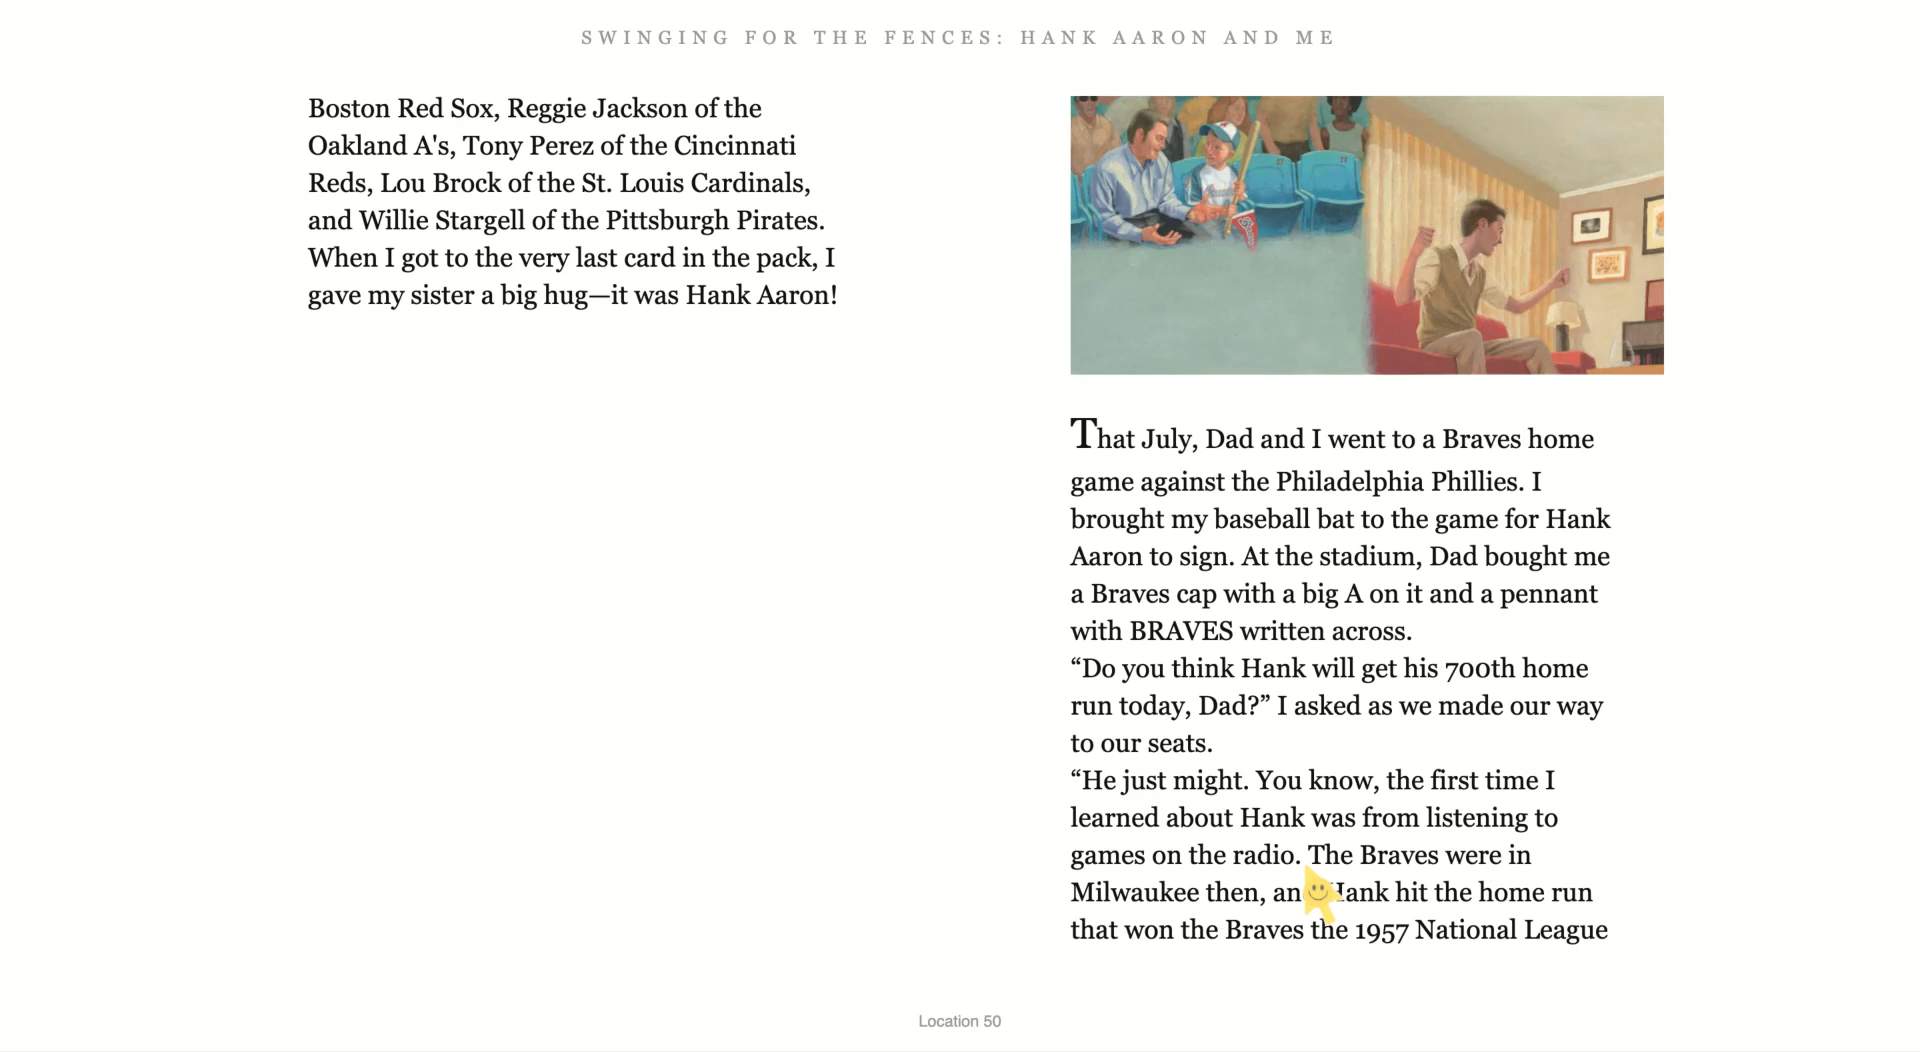 SWINGING FOR THE FENCES: HANK AARON AND ME
Boston Red Sox, Reggie Jackson of the
Oakland A's, Tony Perez of the Cincinnati
Reds, Lou Brock of the St. Louis Cardinals,
and Willie Stargell of the Pittsburgh Pirates.
When I got to the very last card in the pack, I
gave my sister a big hug—it was Hank Aaron!
That July, Dad and I went to a Braves home
game against the Philadelphia Phillies. I
brought my baseball bat to the game for Hank
Aaron to sign. At the stadium, Dad bought me
a Braves cap with a big A on it and a pennant
with BRAVES written across.
“Do you think Hank will get his 700th home
run today, Dad?” I asked as we made our way
to our seats.
“He just might. You know, the first time I
learned about Hank was from listening to
games on the radio. The Braves were in
Milwaukee then, and Hank hit the home run
that won the Braves the 1957 National League
Location 50